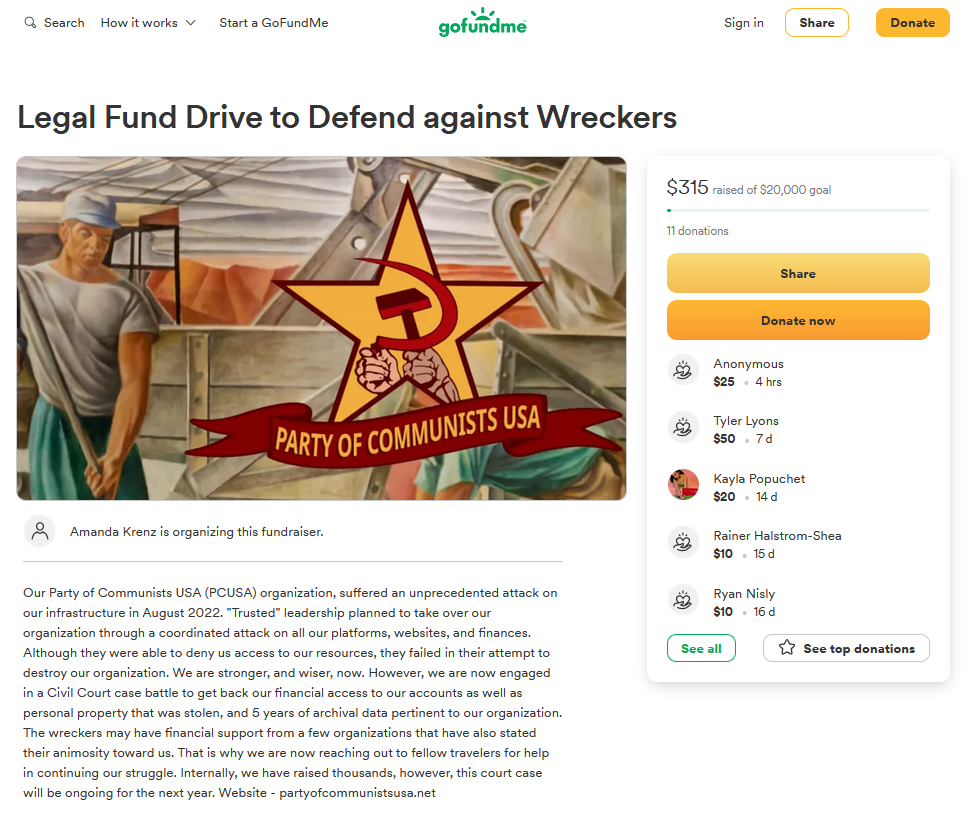 Search How it works Start a GoFundMe
gofundme
Sign in Share Donate
Legal Fund Drive to Defend against Wreckers
PARTY OF COMMUNISTS USA
Amanda Krenz is organizing this fundraiser.
Our Party of Communists USA (PCUSA) organization, suffered an unprecedented attack on
our infrastructure in August 2022. "Trusted" leadership planned to take over our
organization through a coordinated attack on all our platforms, websites, and finances.
Although they were able to deny us access to our resources, they failed in their attempt to
destroy our organization. We are stronger, and wiser, now. However, we are now engaged
in a Civil Court case battle to get back our financial access to our accounts as well as
personal property that was stolen, and 5 years of archival data pertinent to our organization.
The wreckers may have financial support from a few organizations that have also stated
their animosity toward us. That is why we are now reaching out to fellow travelers for help
in continuing our struggle. Internally, we have raised thousands, however, this court case
will be ongoing for the next year. Website - partyofcommunistsusa.net
$315 raised of $20,000 goal
11 donations
Share
Donate now
Anonymous
$25 • 4 hrs
Tyler Lyons
$50 • 7 d
Kayla Popuchet
$20 • 14 d
Rainer Halstrom-Shea
$10 • 15 d
Ryan Nisly
$10 • 16 d
See all See top donations